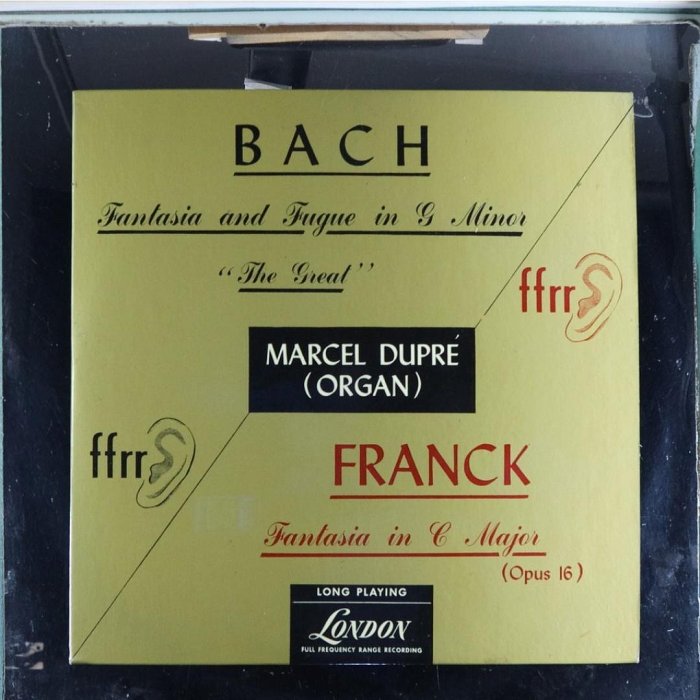 BACH
Fantasia and Fugue in G Minor
“The Great”
ffrr
MARCEL DUPRÉ
(ORGAN)
ffrr
FRANCK
Fantasia in C Major
(Opus 16)
LONG PLAYING
LONDON
FULL FREQUENCY RANGE RECORDING